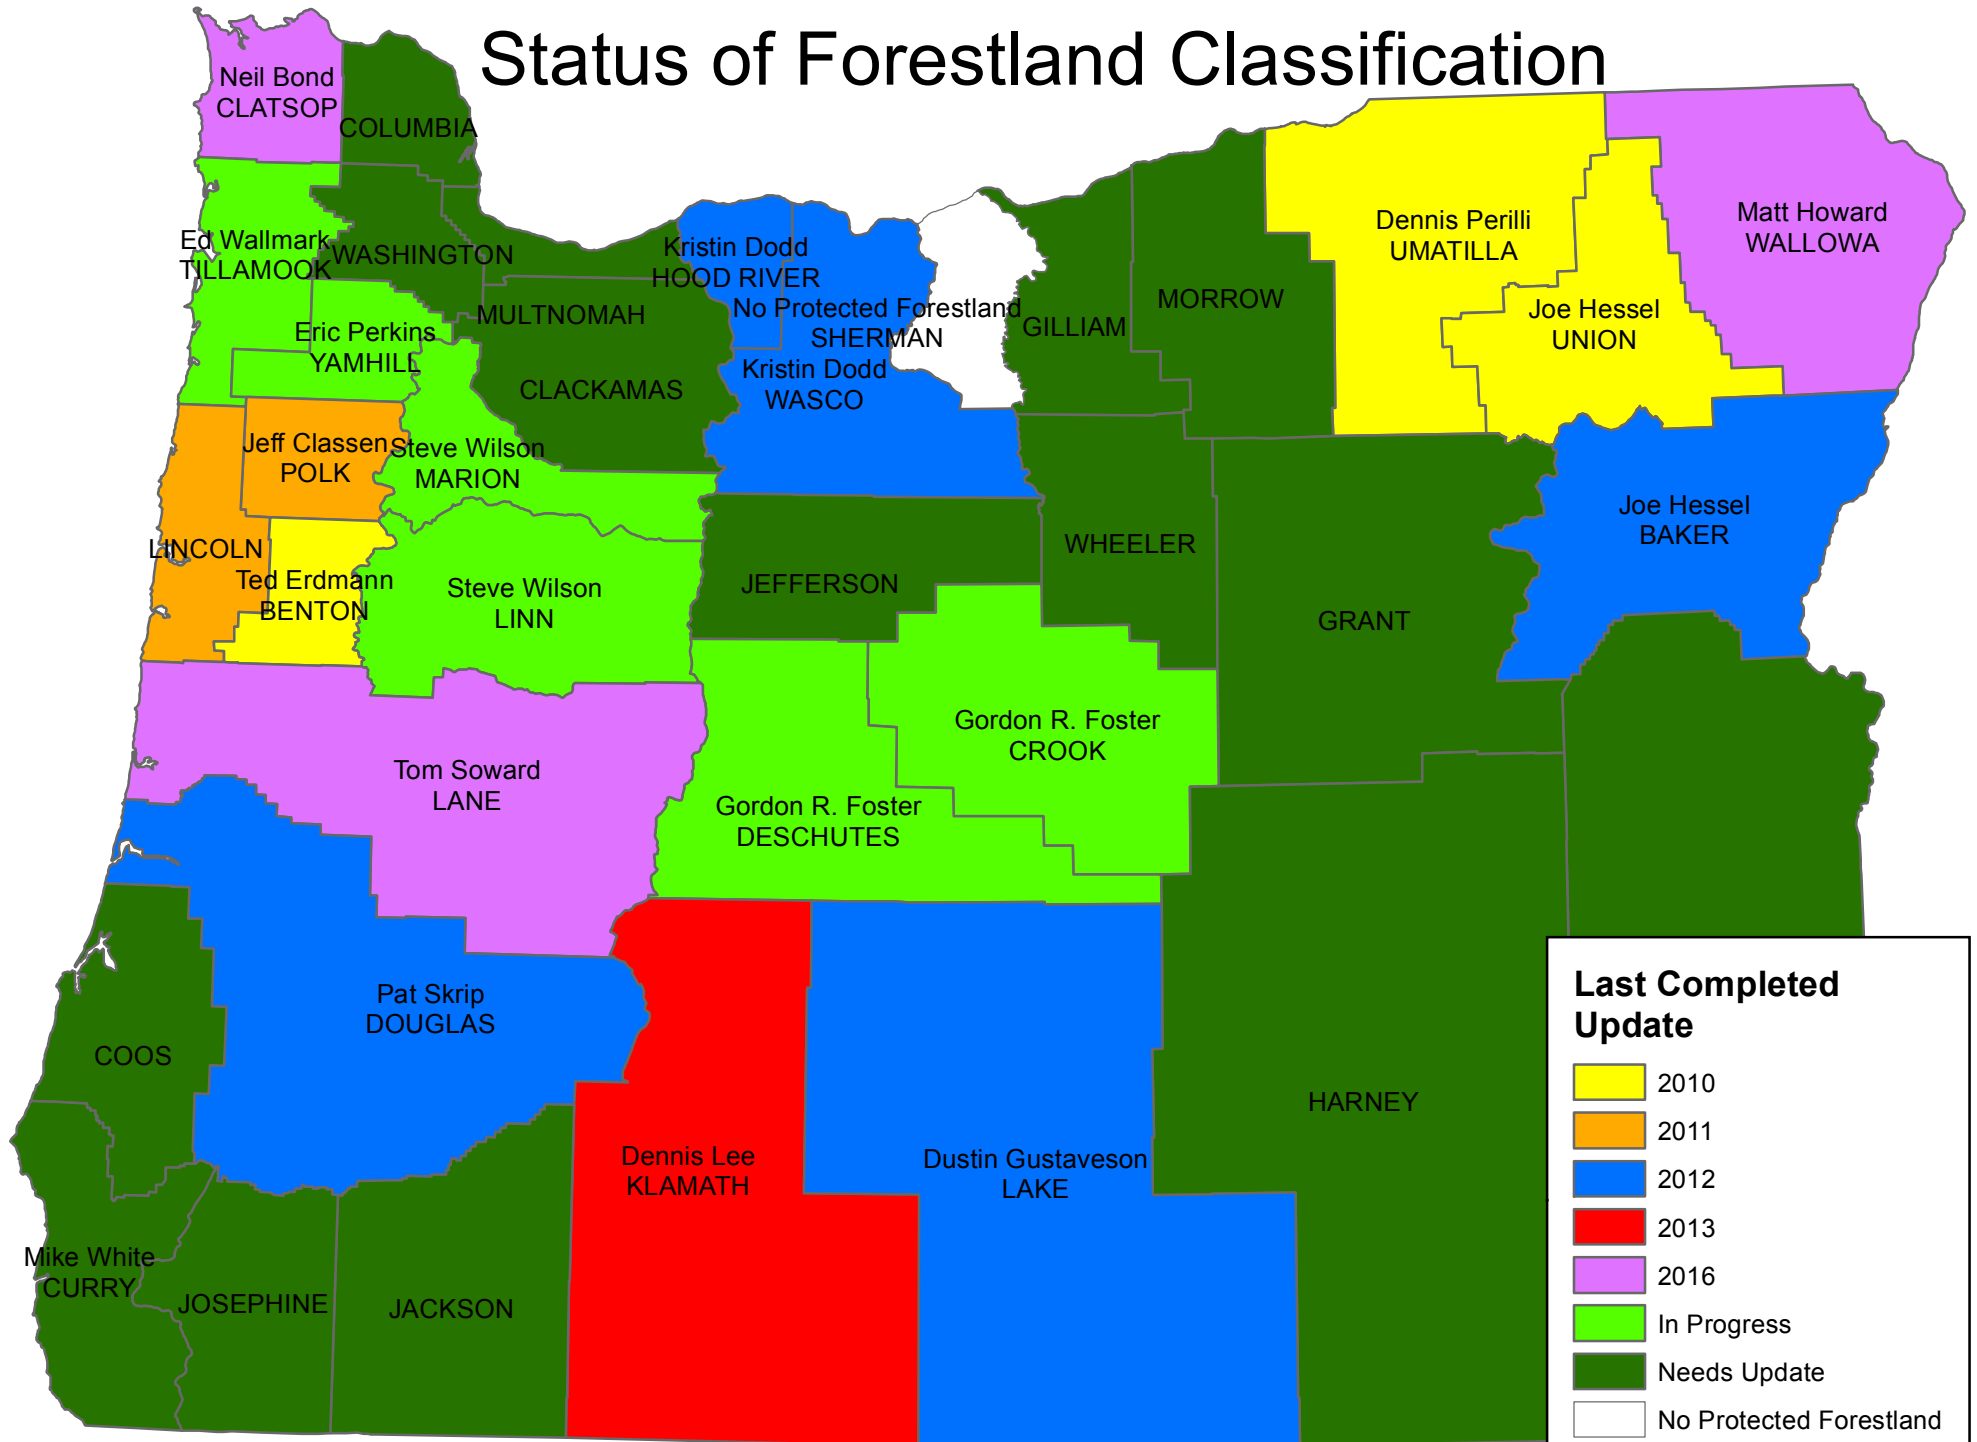 Status of Forestland Classification
Neil Bond
CLATSOP
COLUMBIA
Ed Wallmark
TILLAMOOK
WASHINGTON
Kristin Dodd
HOOD RIVER
Dennis Perilli
UMATILLA
Matt Howard
WALLOWA
Eric Perkins
YAMHILL
MULTNOMAH
No Protected Forestland
SHERMAN
GILLIAM
MORROW
Joe Hessel
UNION
CLACKAMAS
Kristin Dodd
WASCO
Jeff Classen
POLK
Steve Wilson
MARION
LINCOLN
Ted Erdmann
BENTON
Steve Wilson
LINN
JEFFERSON
WHEELER
GRANT
Joe Hessel
BAKER
Tom Soward
LANE
Gordon R. Foster
DESCHUTES
Gordon R. Foster
CROOK
COOS
Pat Skrip
DOUGLAS
Dennis Lee
KLAMATH
Dustin Gustaveson
LAKE
HARNEY
Mike White
CURRY
JOSEPHINE
JACKSON
Last Completed
Update
2010
2011
2012
2013
2016
In Progress
Needs Update
No Protected Forestland